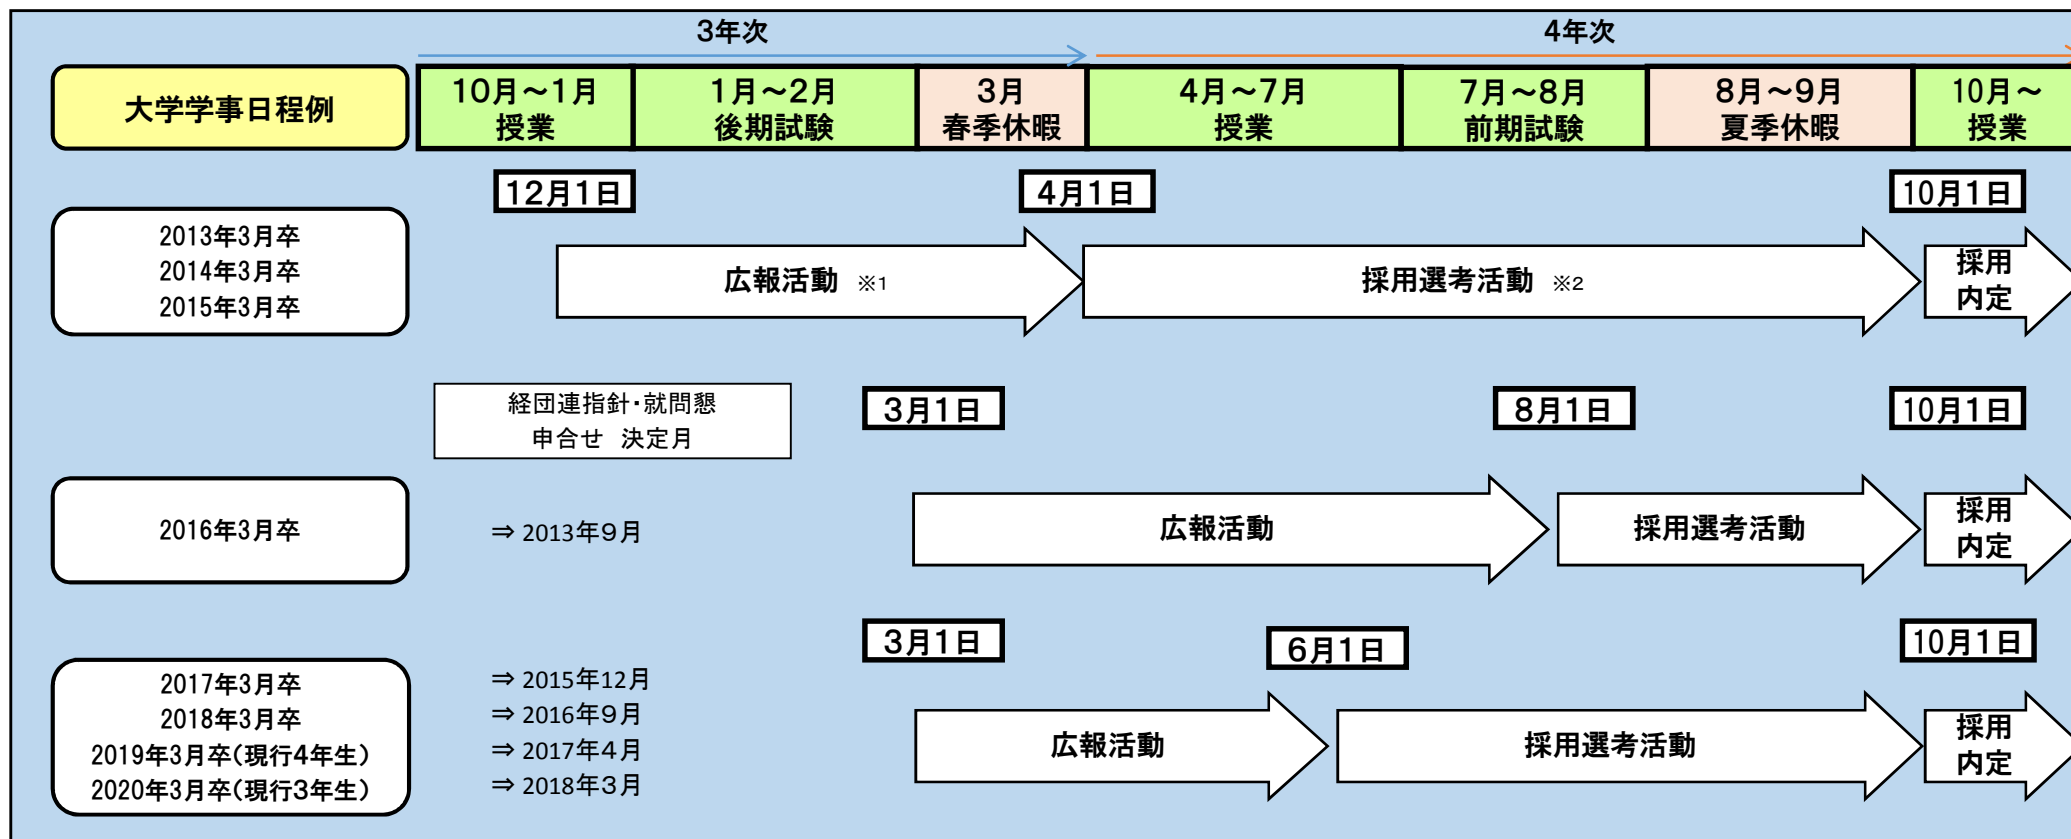 3年次
4年次
大学学事日程例
10月～1月
授業
1月～2月
後期試験
3月
春季休暇
4月～7月
授業
7月～8月
前期試験
8月～9月
夏季休暇
10月～
授業
12月1日
4月1日
10月1日
2013年3月卒
2014年3月卒
2015年3月卒
広報活動 ※1
採用選考活動 ※2
採用
内定
経団連指針・就問懇
申合せ 決定月
3月1日
8月1日
10月1日
2016年3月卒
⇒ 2013年９月
広報活動
採用選考活動
採用
内定
3月1日
6月1日
10月1日
2017年3月卒
2018年3月卒
2019年3月卒(現行4年生)
2020年3月卒(現行3年生)
⇒ 2015年12月
⇒ 2016年９月
⇒ 2017年４月
⇒ 2018年３月
広報活動
採用選考活動
採用
内定